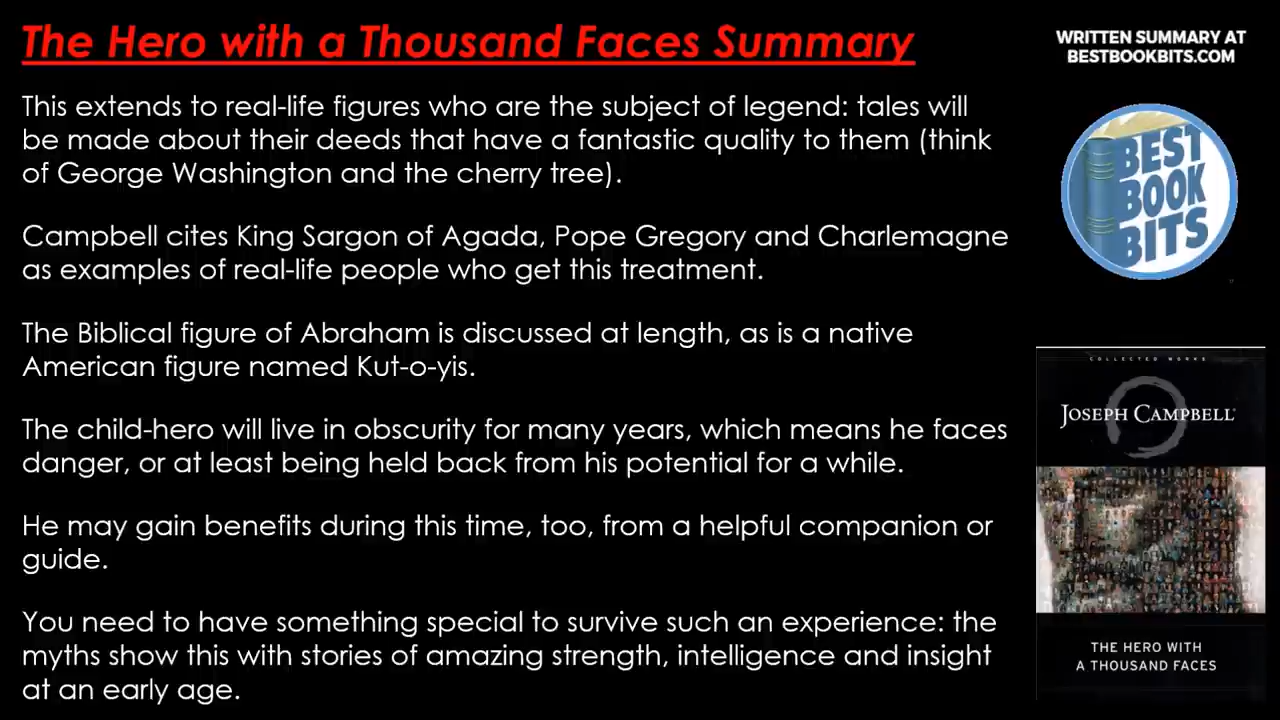 The Hero with a Thousand Faces Summary
WRITTEN SUMMARY AT
BESTBOOKBITS.COM
This extends to real-life figures who are the subject of legend: tales will
be made about their deeds that have a fantastic quality to them (think
of George Washington and the cherry tree).
Campbell cites King Sargon of Agada, Pope Gregory and Charlemagne
as examples of real-life people who get this treatment.
The Biblical figure of Abraham is discussed at length, as is a native
American figure named Kut-o-yis.
The child-hero will live in obscurity for many years, which means he faces
danger, or at least being held back from his potential for a while.
He may gain benefits during this time, too, from a helpful companion or
guide.
You need to have something special to survive such an experience: the
myths show this with stories of amazing strength, intelligence and insight
at an early age.
BEST
BOOK
BITS
COLLECTED WORKS
JOSEPH CAMPBELL
THE HERO WITH
A THOUSAND FACES